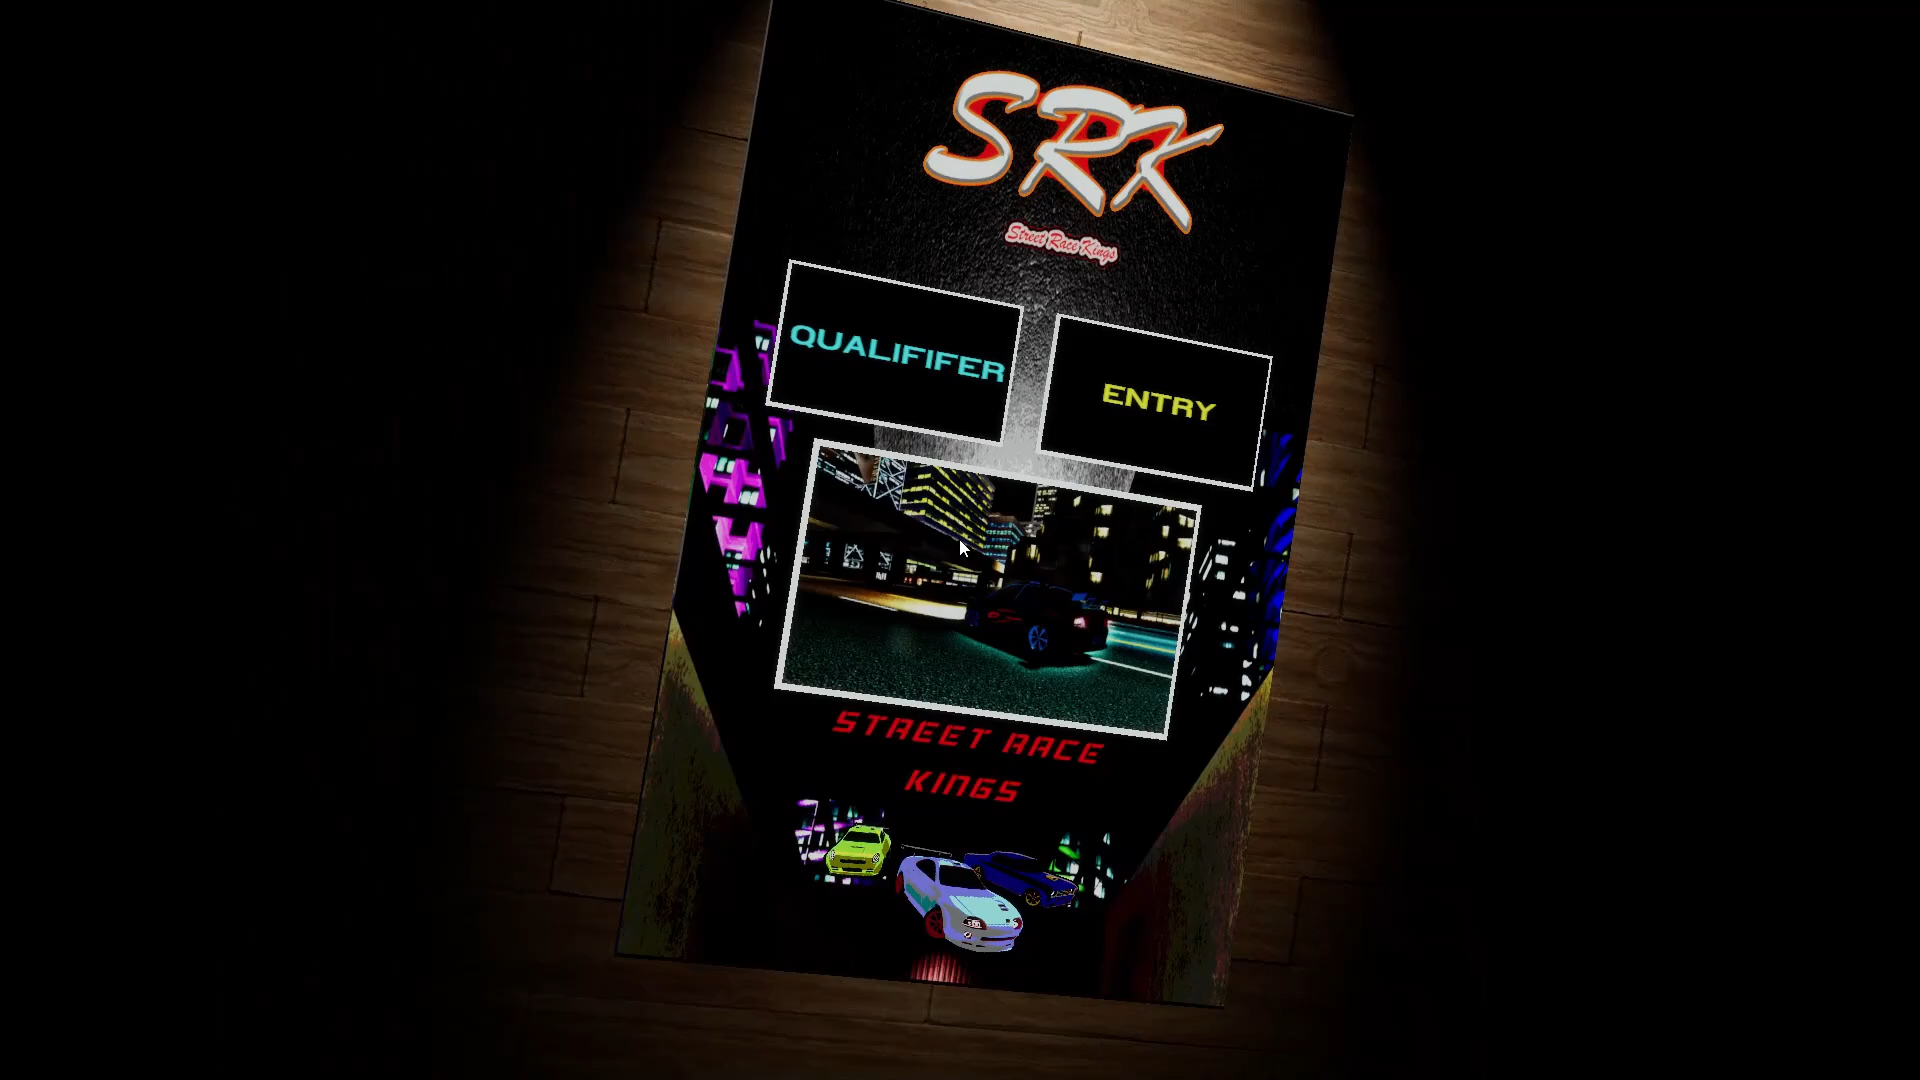 SRK
Street Race Kings
QUALIFIFER
ENTRY
STREET RACE
KINGS